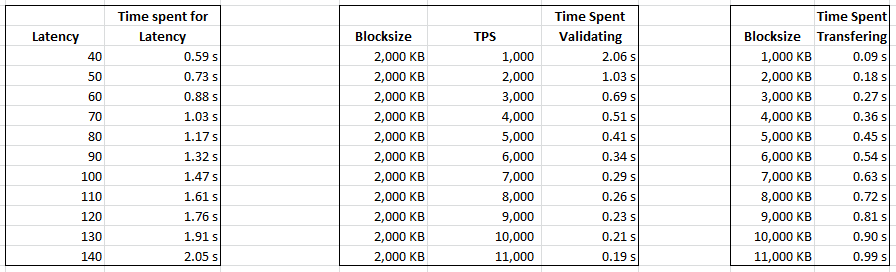 Time spent for Time Spent Time Spent
Latency Latency Blocksize TPS Validating Blocksize Transfering
40 0.59 s 2,000 KB 1,000 2.06 s 1,000 KB 0.09 s
50 0.73 s 2,000 KB 2,000 1.03 s 2,000 KB 0.18 s
60 0.88 s 2,000 KB 3,000 0.69 s 3,000 KB 0.27 s
70 1.03 s 2,000 KB 4,000 0.51 s 4,000 KB 0.36 s
80 1.17 s 2,000 KB 5,000 0.41 s 5,000 KB 0.45 s
90 1.32 s 2,000 KB 6,000 0.34 s 6,000 KB 0.54 s
100 1.47 s 2,000 KB 7,000 0.29 s 7,000 KB 0.63 s
110 1.61 s 2,000 KB 8,000 0.26 s 8,000 KB 0.72 s
120 1.76 s 2,000 KB 9,000 0.23 s 9,000 KB 0.81 s
130 1.91 s 2,000 KB 10,000 0.21 s 10,000 KB 0.90 s
140 2.05 s 2,000 KB 11,000 0.19 s 11,000 KB 0.99 s